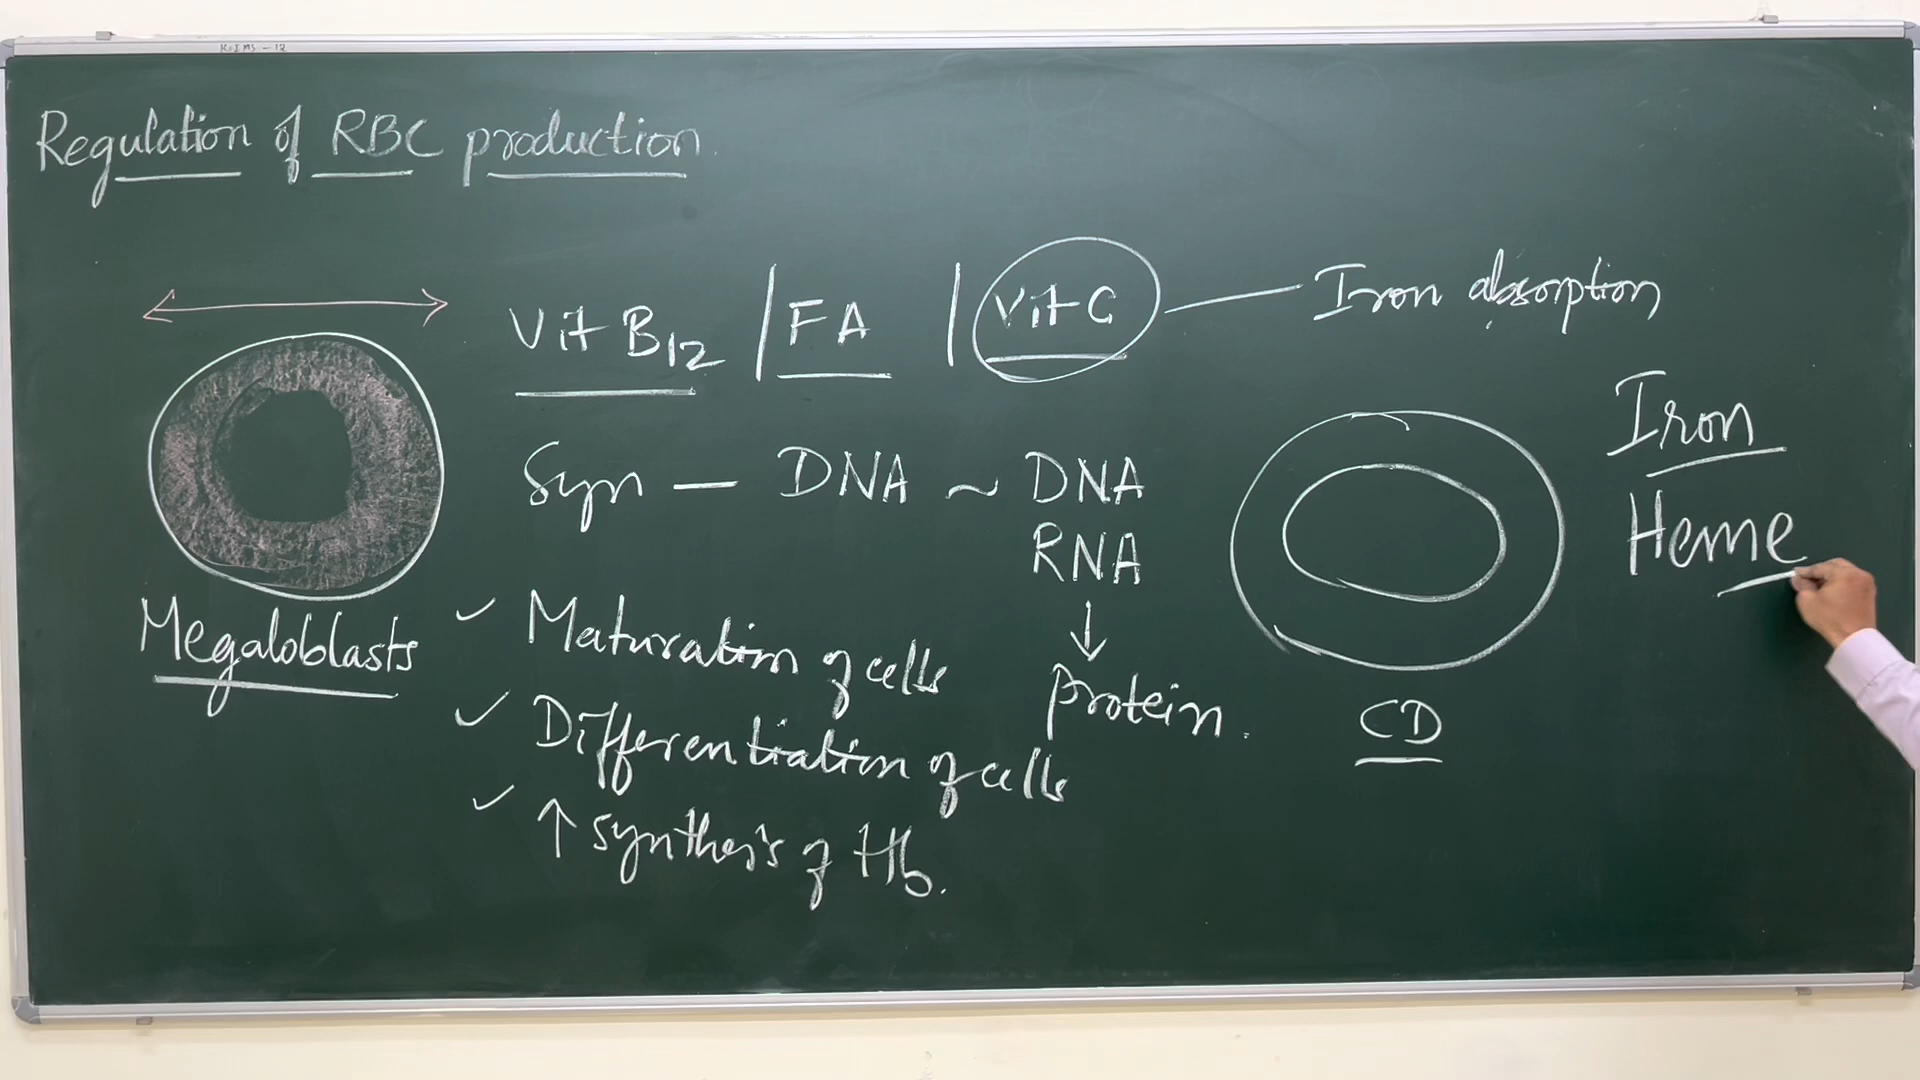 Regulation of RBC production
Vit B12 | FA | Vit C — Iron absorption
Iron
Heme
Syn — DNA ~ DNA
RNA
↓
protein.
Megaloblasts
✓ Maturation of cells
✓ Differentiation of cells
✓ ↑ synthesis of Hb.
CD